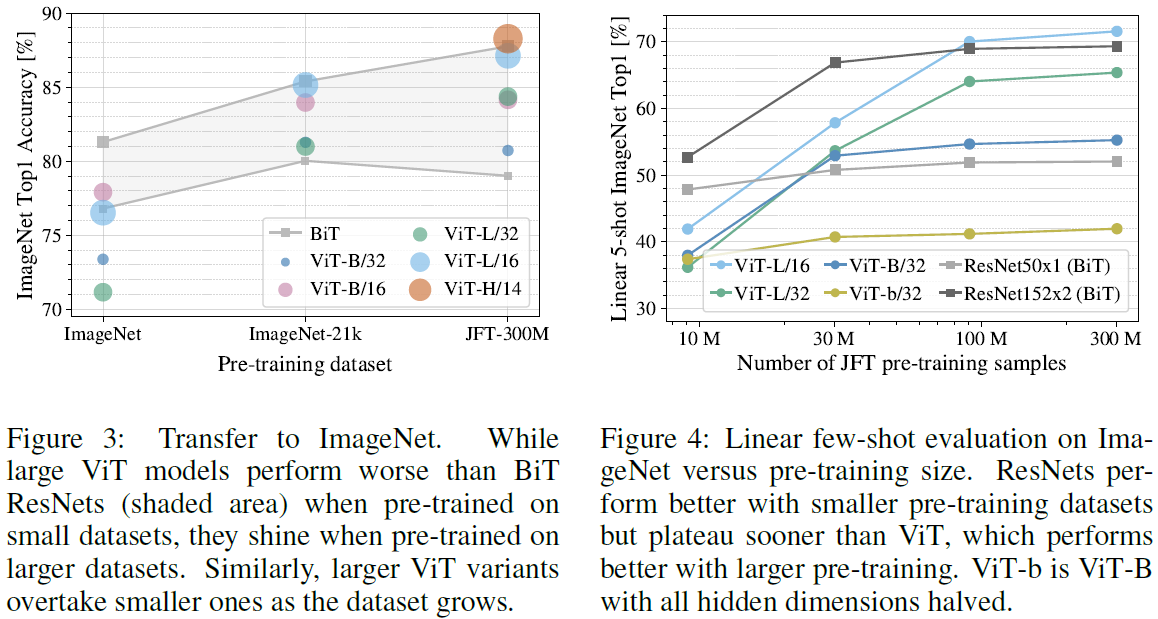 ImageNet Top1 Accuracy [%]
90
85
80
75
70
BiT
ViT-B/32
ViT-B/16
ViT-L/32
ViT-L/16
ViT-H/14
ImageNet
ImageNet-21k
JFT-300M
Pre-training dataset
Figure 3: Transfer to ImageNet. While
large ViT models perform worse than BiT
ResNets (shaded area) when pre-trained on
small datasets, they shine when pre-trained on
larger datasets. Similarly, larger ViT variants
overtake smaller ones as the dataset grows.
Linear 5-shot ImageNet Top1 [%]
70
60
50
40
30
ViT-L/16
ViT-L/32
ViT-B/32
ViT-b/32
ResNet50x1 (BiT)
ResNet152x2 (BiT)
10 M
30 M
100 M
300 M
Number of JFT pre-training samples
Figure 4: Linear few-shot evaluation on Ima-
geNet versus pre-training size. ResNets per-
form better with smaller pre-training datasets
but plateau sooner than ViT, which performs
better with larger pre-training. ViT-b is ViT-B
with all hidden dimensions halved.